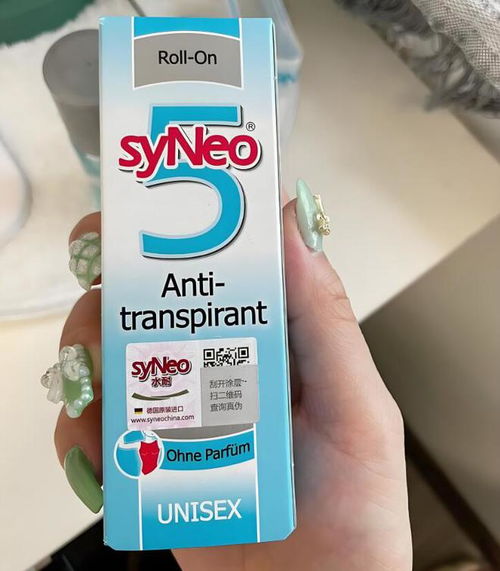 Roll-On
5
syNeo®
Anti-
transpirant
syNeo
水耐
德国原装进口
www.syneochina.com
刮开涂层
扫二维码
查询真伪
Ohne Parfüm
UNISEX